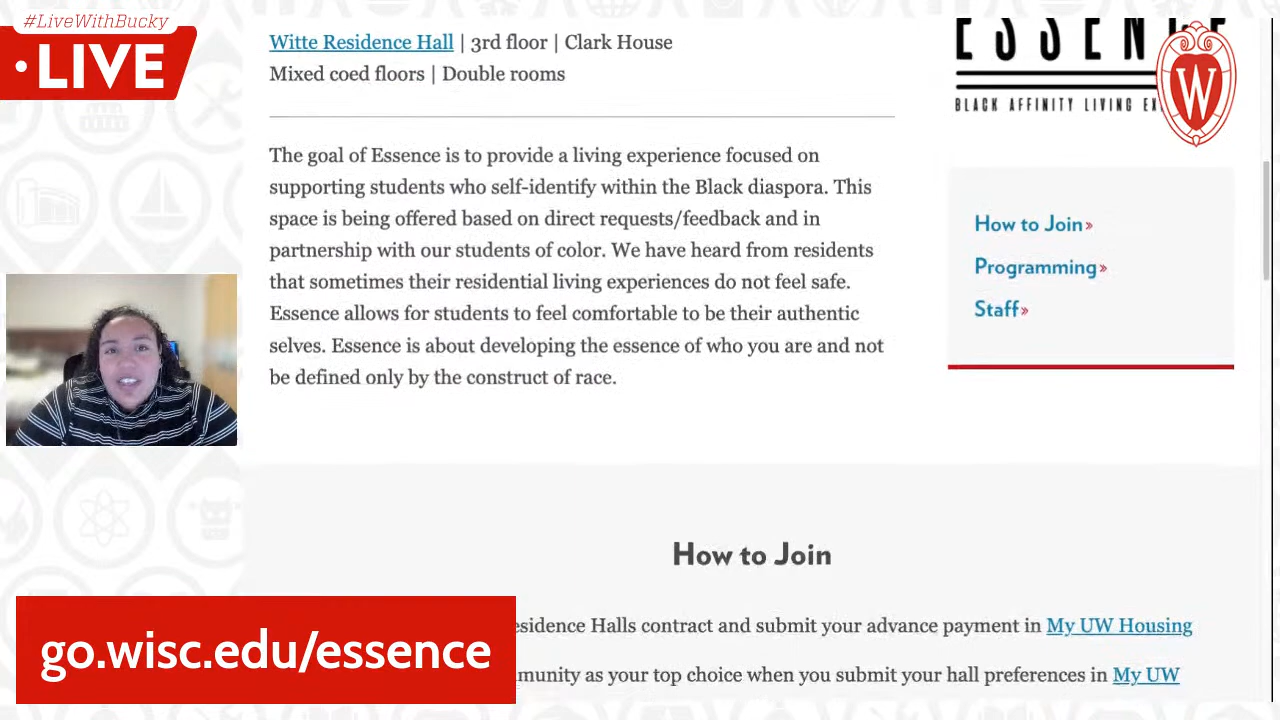 #LiveWithBucky
LIVE
Witte Residence Hall | 3rd floor | Clark House
Mixed coed floors | Double rooms
The goal of Essence is to provide a living experience focused on
supporting students who self-identify within the Black diaspora. This
space is being offered based on direct requests/feedback and in
partnership with our students of color. We have heard from residents
that sometimes their residential living experiences do not feel safe.
Essence allows for students to feel comfortable to be their authentic
selves. Essence is about developing the essence of who you are and not
be defined only by the construct of race.
ESSEN
BLACK AFFINITY LIVING EX
W
How to Join»
Programming»
Staff»
How to Join
esidence Halls contract and submit your advance payment in My UW Housing
munity as your top choice when you submit your hall preferences in My UW
go.wisc.edu/essence